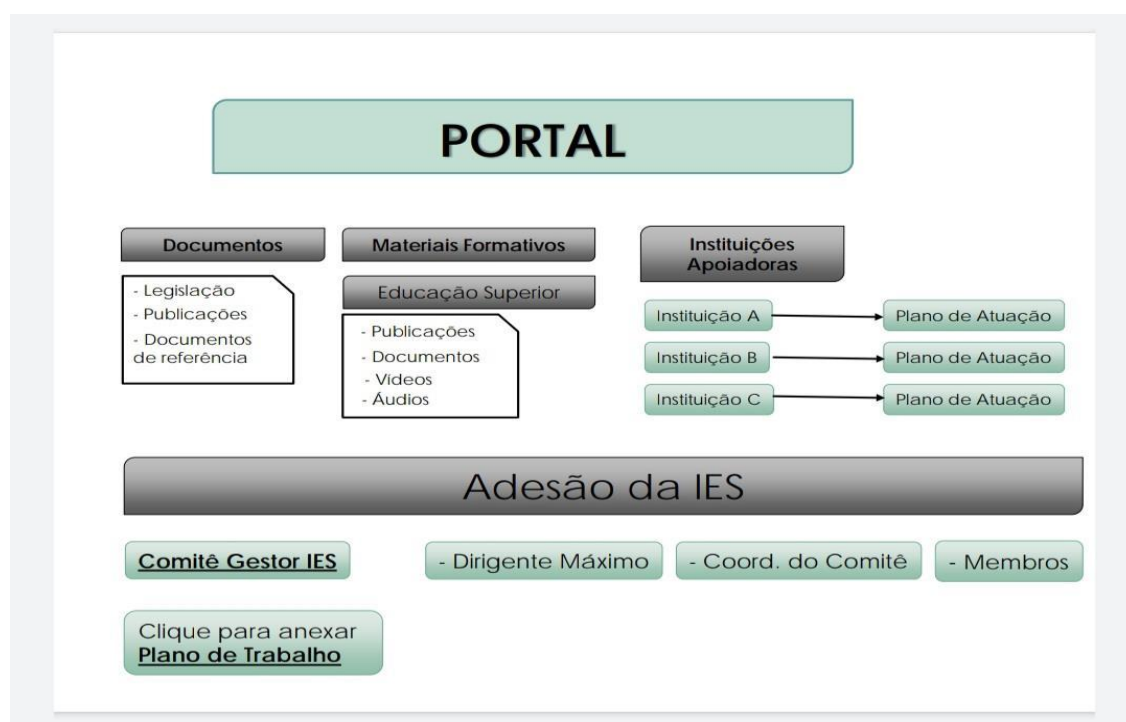 PORTAL
Documentos
- Legislação
- Publicações
- Documentos
de referência
Materiais Formativos
Educação Superior
- Publicações
- Documentos
- Vídeos
- Áudios
Instituições
Apoiadoras
Instituição A
Plano de Atuação
Instituição B
Plano de Atuação
Instituição C
Plano de Atuação
Adesão da IES
Comitê Gestor IES
- Dirigente Máximo
- Coord. do Comitê
- Membros
Clique para anexar
Plano de Trabalho